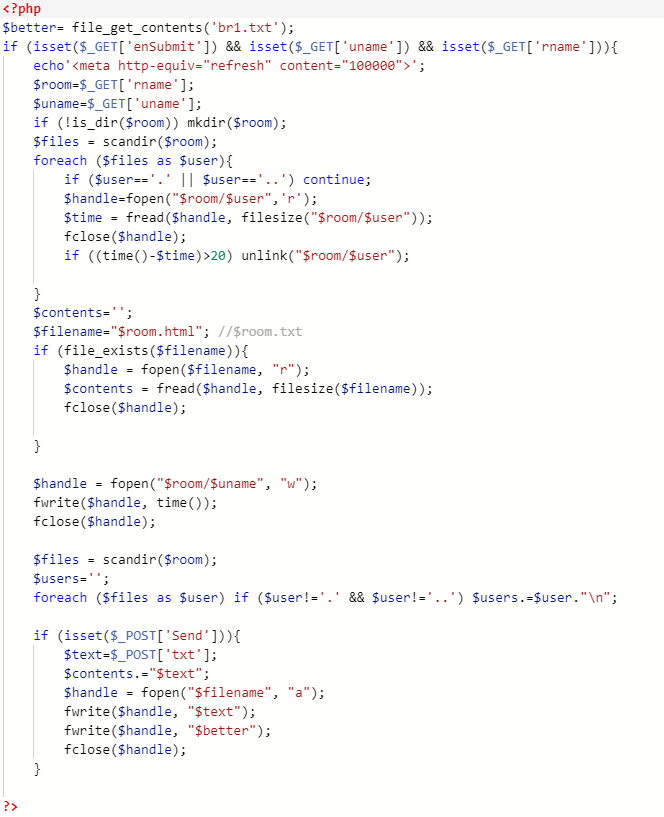 <?php
$better= file_get_contents('br1.txt');
if (isset($_GET['enSubmit']) && isset($_GET['uname']) && isset($_GET['rname'])){
    echo'<meta http-equiv="refresh" content="100000">';
    $room=$_GET['rname'];
    $uname=$_GET['uname'];
    if (!is_dir($room)) mkdir($room);
    $files = scandir($room);
    foreach ($files as $user){
        if ($user=='.' || $user=='..') continue;
        $handle=fopen("$room/$user",'r');
        $time = fread($handle, filesize("$room/$user"));
        fclose($handle);
        if ((time()-$time)>20) unlink("$room/$user");
    }
    $contents='';
    $filename="$room.html"; //$room.txt
    if (file_exists($filename)){
        $handle = fopen($filename, "r");
        $contents = fread($handle, filesize($filename));
        fclose($handle);
    }
    $handle = fopen("$room/$uname", "w");
    fwrite($handle, time());
    fclose($handle);
    $files = scandir($room);
    $users='';
    foreach ($files as $user) if ($user!='.' && $user!='..') $users.=$user."\n";
    if (isset($_POST['Send'])){
        $text=$_POST['txt'];
        $contents.="$text";
        $handle = fopen("$filename", "a");
        fwrite($handle, "$text");
        fwrite($handle, "$better");
        fclose($handle);
    }
?>